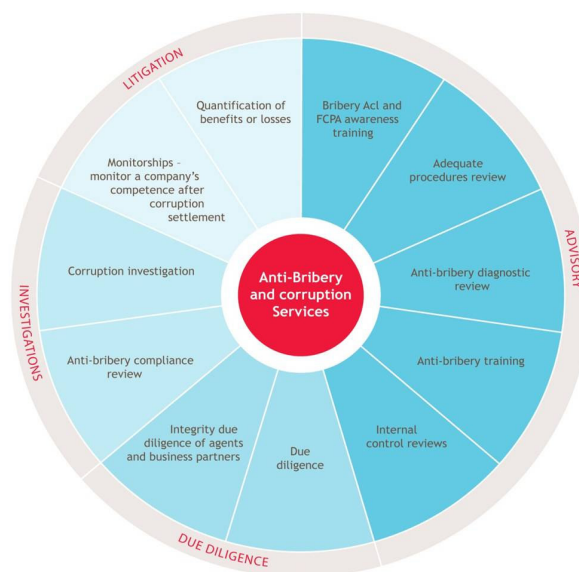 LITIGATION
Quantification of
benefits or losses
Bribery Acl and
FCPA awareness
training
Monitorships –
monitor a company's
competence after
corruption
settlement
Adequate
procedures review
ADVISORY
Corruption investigation
Anti-Bribery
and corruption
Services
Anti-bribery diagnostic
review
INVESTIGATIONS
Anti-bribery compliance
review
Anti-bribery training
Integrity due
diligence of agents
and business partners
Due
diligence
Internal
control reviews
DUE DILIGENCE